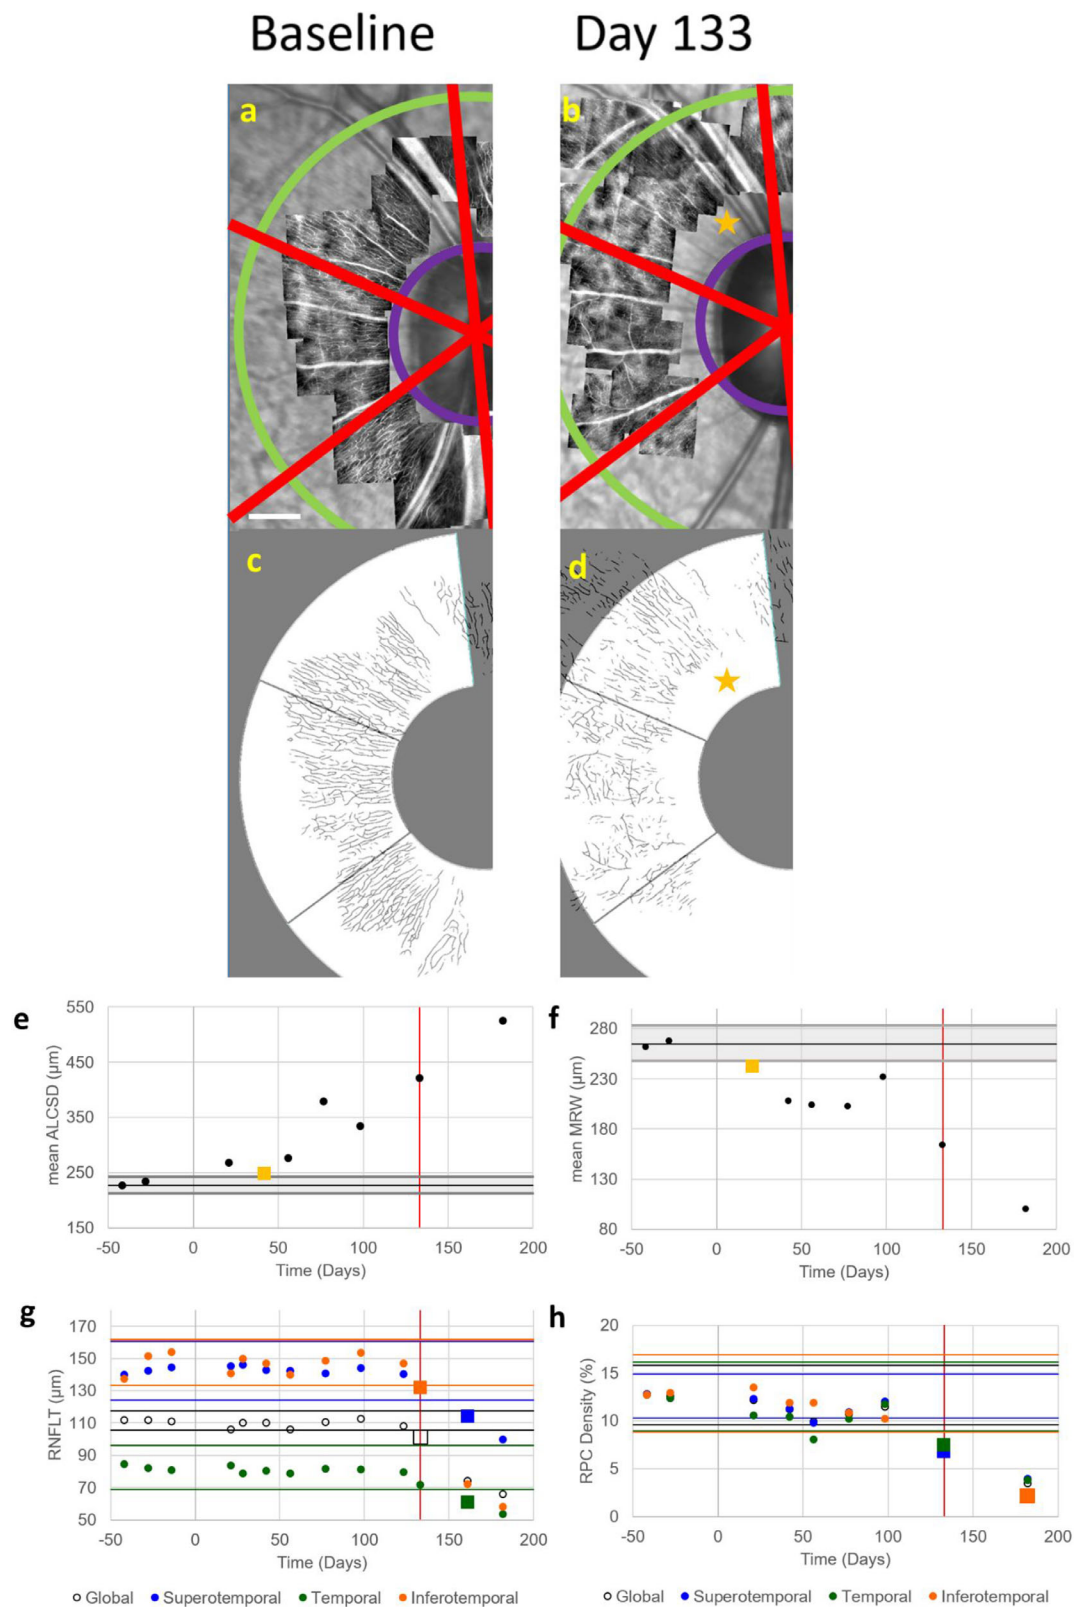 Baseline Day 133
a b
c d
e f
550
450
350
250
150
mean ALCSD (µm)
-50 0 50 100 150 200
Time (Days)
280
230
180
130
80
mean MRW (µm)
-50 0 50 100 150 200
Time (Days)
g h
170
150
130
110
90
70
50
RNFLT (µm)
-50 0 50 100 150 200
Time (Days)
Global Superotemporal Temporal Inferotemporal
20
15
10
5
0
RPC Density (%)
-50 0 50 100 150 200
Time (Days)
Global Superotemporal Temporal Inferotemporal